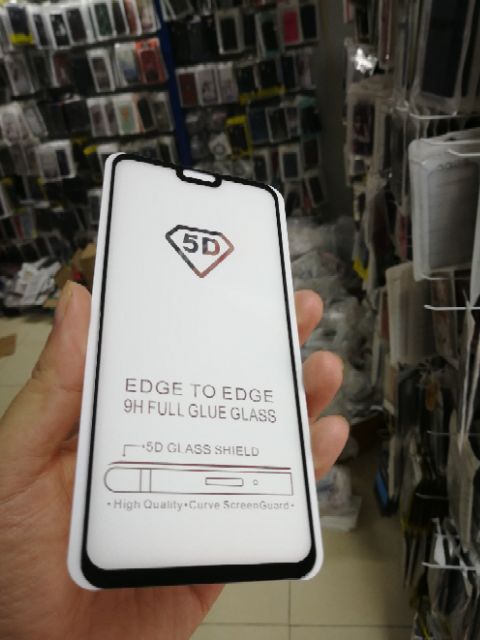 5D
EDGE TO EDGE
9H FULL GLUE GLASS
5D GLASS SHIELD
• High Quality • Curve ScreenGuard •